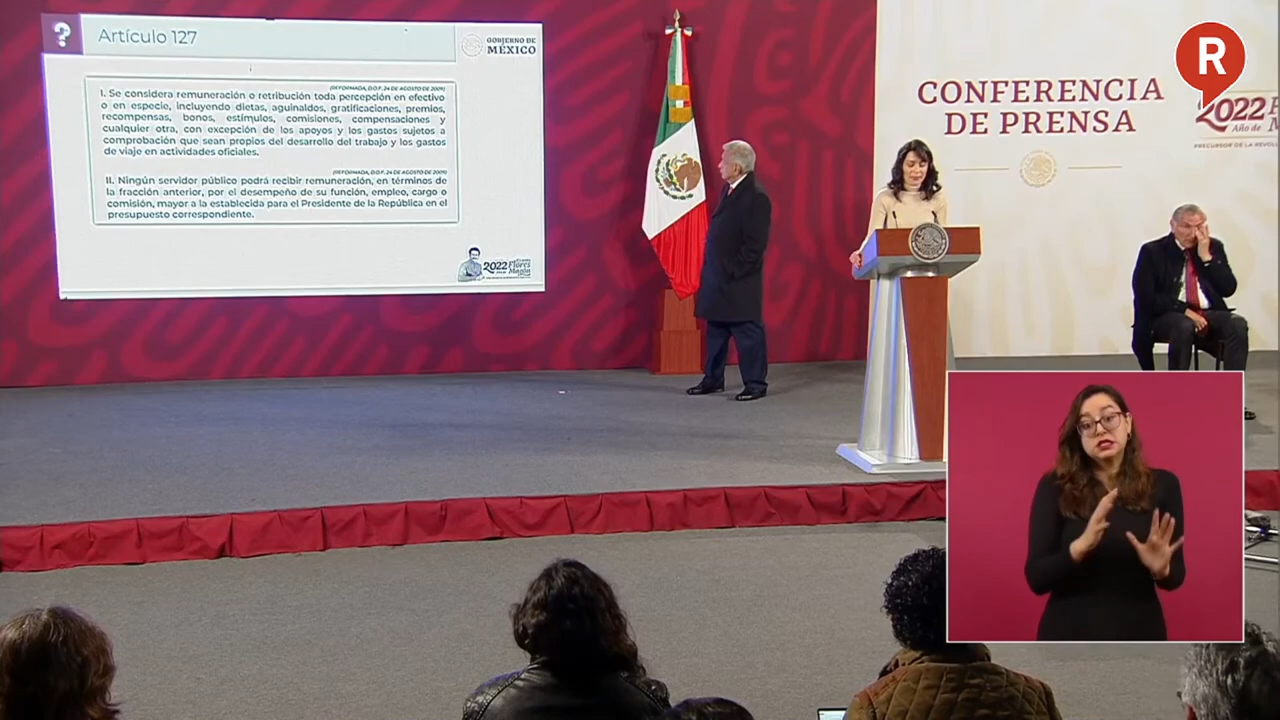 ?
Artículo 127
GOBIERNO DE
MÉXICO
(REFORMADA, D.O.F. 24 DE AGOSTO DE 2009)
I. Se considera remuneración o retribución toda percepción en efectivo
o en especie, incluyendo dietas, aguinaldos, gratificaciones, premios,
recompensas, bonos, estímulos, comisiones, compensaciones y
cualquier otra, con excepción de los apoyos y los gastos sujetos a
comprobación que sean propios del desarrollo del trabajo y los gastos
de viaje en actividades oficiales.
(REFORMADA, D.O.F. 24 DE AGOSTO DE 2009)
II. Ningún servidor público podrá recibir remuneración, en términos de
la fracción anterior, por el desempeño de su función, empleo, cargo o
comisión, mayor a la establecida para el Presidente de la República en el
presupuesto correspondiente.
2022 Flores
Magón
CONFERENCIA
DE PRENSA
R
2022
Año de
PRECURSOR DE LA REVOLU